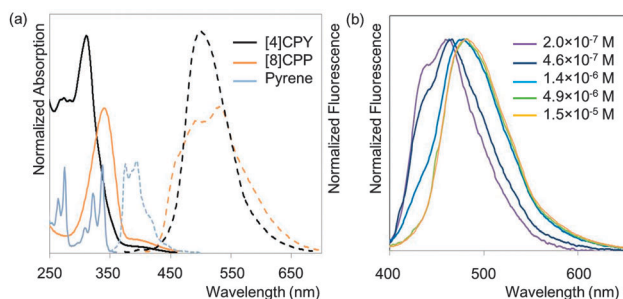 (a)
Normalized Absorption
[4]CPY
[8]CPP
Pyrene
Normalized Fluorescence
250 350 450 550 650
Wavelength (nm)
(b)
Normalized Fluorescence
2.0×10⁻⁷ M
4.6×10⁻⁷ M
1.4×10⁻⁶ M
4.9×10⁻⁶ M
1.5×10⁻⁵ M
400 500 600
Wavelength (nm)